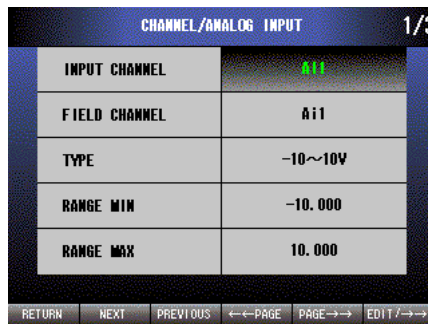 CHANNEL/ANALOG INPUT 1/3
INPUT CHANNEL Ai1
FIELD CHANNEL Ai1
TYPE -10~10V
RANGE MIN -10.000
RANGE MAX 10.000
RETURN NEXT PREVIOUS ←←PAGE PAGE→→ EDIT/→→